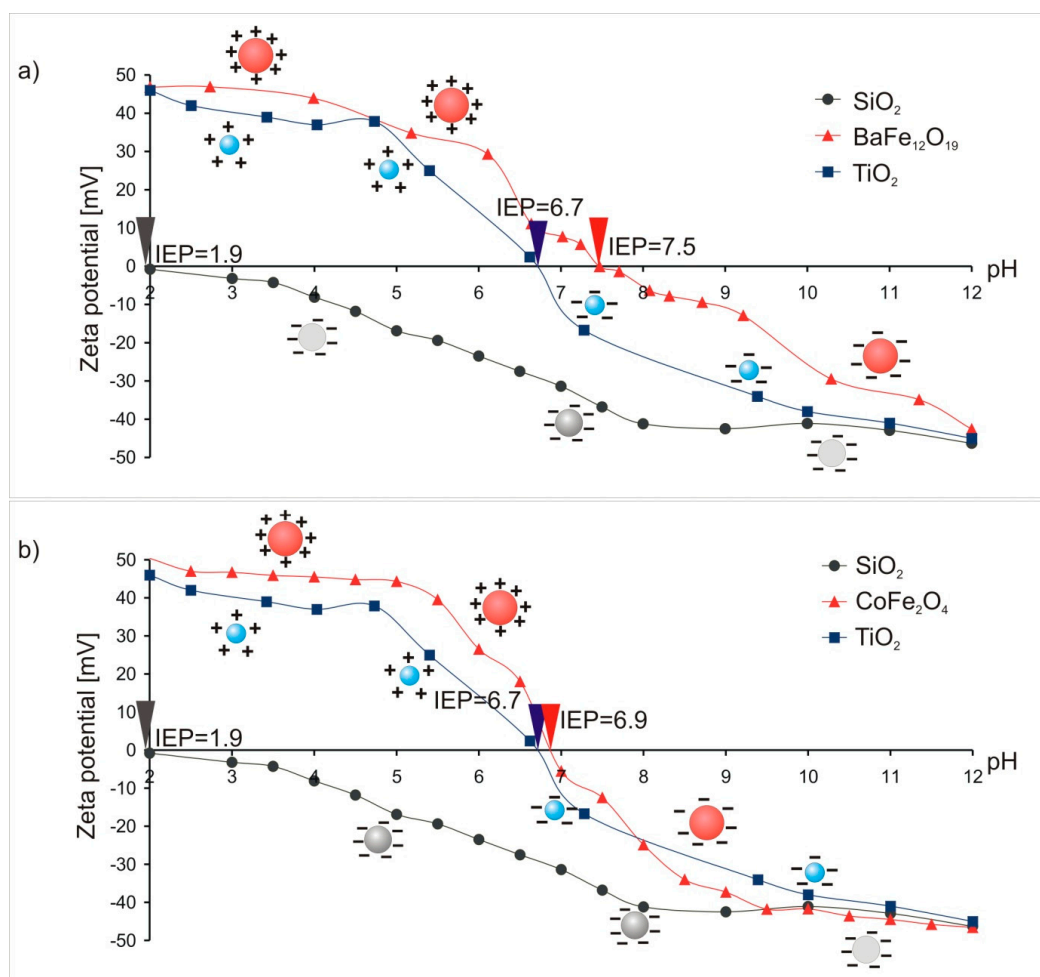 a)
50
40
30
20
10
0
-10
-20
-30
-40
-50
Zeta potential [mV]
SiO₂
BaFe₁₂O₁₉
TiO₂
IEP=6.7
IEP=7.5
IEP=1.9
pH
2 3 4 5 6 7 8 9 10 11 12
b)
50
40
30
20
10
0
-10
-20
-30
-40
-50
Zeta potential [mV]
SiO₂
CoFe₂O₄
TiO₂
IEP=6.7
IEP=6.9
IEP=1.9
pH
2 3 4 5 6 7 8 9 10 11 12